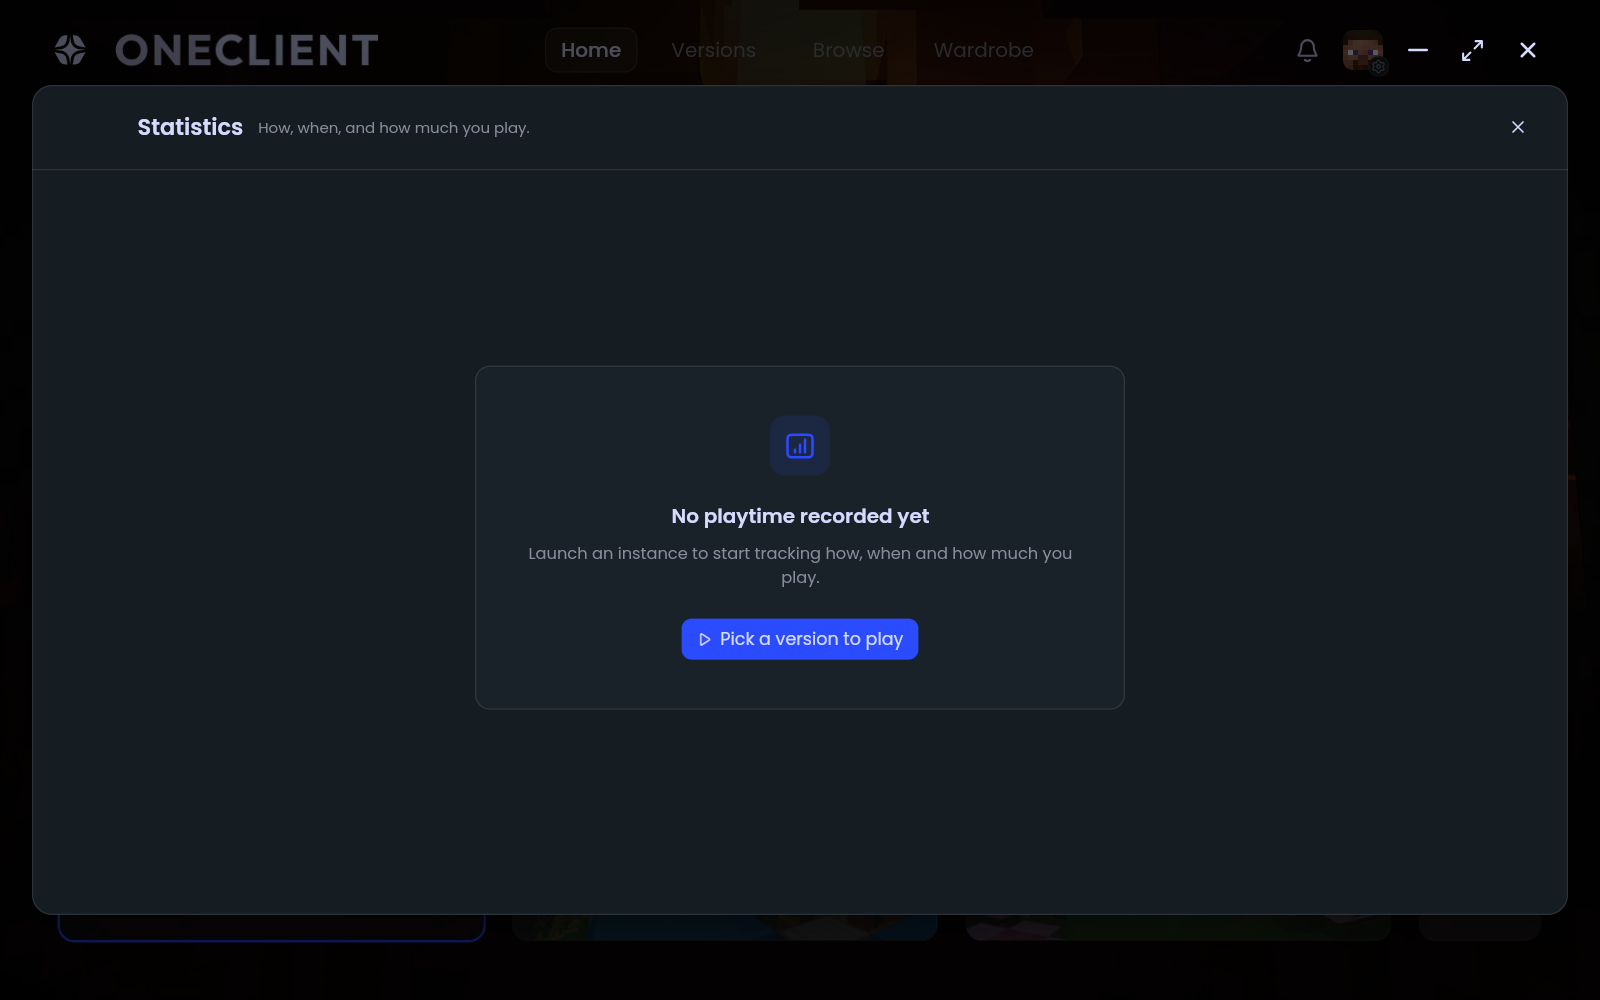 ONECLIENT
Home
Versions
Browse
Wardrobe
Statistics
How, when, and how much you play.
No playtime recorded yet
Launch an instance to start tracking how, when and how much you
play.
Pick a version to play